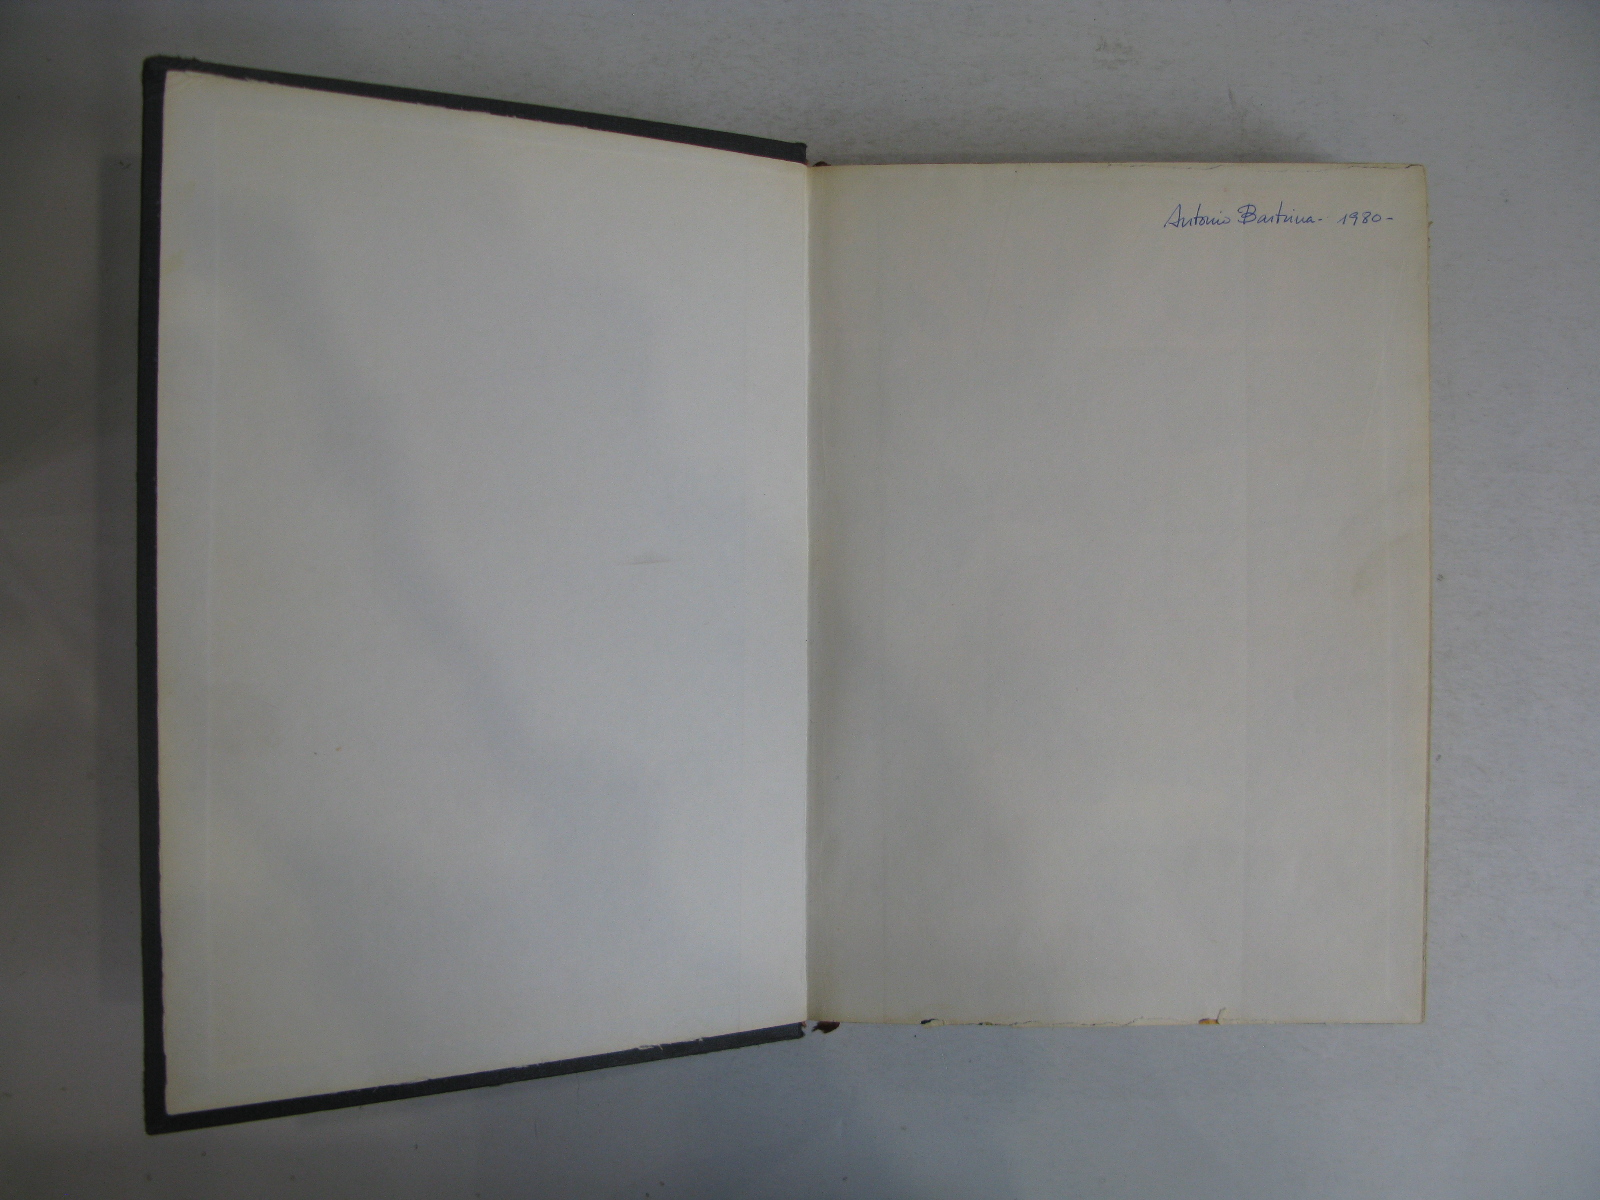 Antonio Bartrina - 1980 -